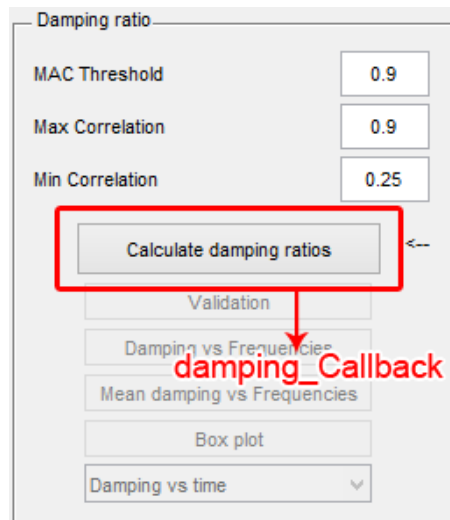 Damping ratio
MAC Threshold 0.9
Max Correlation 0.9
Min Correlation 0.25
Calculate damping ratios <--
Validation
Damping vs Frequencies
damping_Callback
Mean damping vs Frequencies
Box plot
Damping vs time